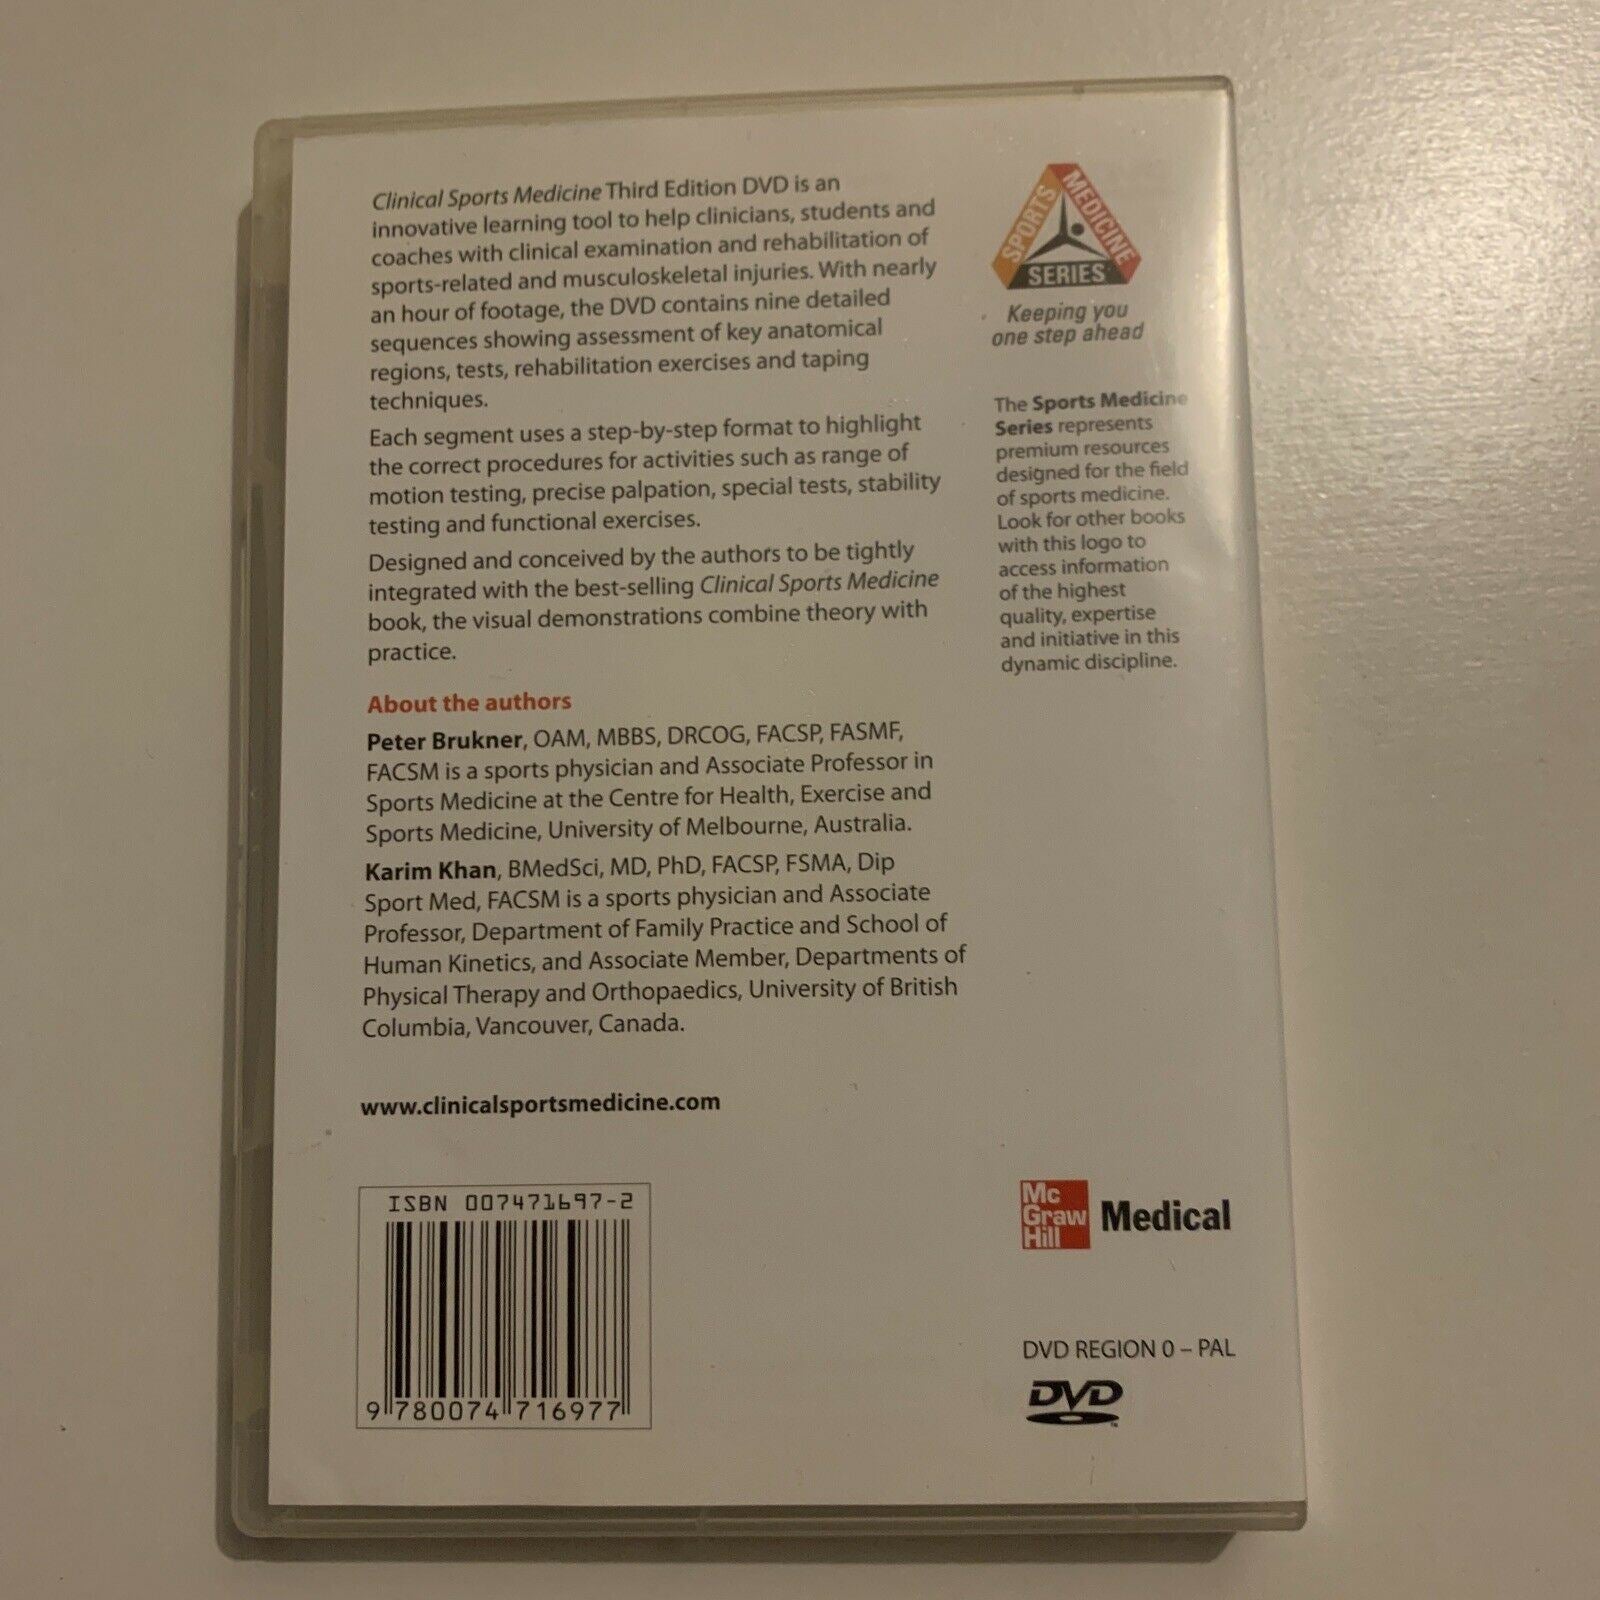 Clinical Sports Medicine Third Edition DVD is an
innovative learning tool to help clinicians, students and
coaches with clinical examination and rehabilitation of
sports-related and musculoskeletal injuries. With nearly
an hour of footage, the DVD contains nine detailed
sequences showing assessment of key anatomical
regions, tests, rehabilitation exercises and taping
techniques.
Each segment uses a step-by-step format to highlight
the correct procedures for activities such as range of
motion testing, precise palpation, special tests, stability
testing and functional exercises.
Designed and conceived by the authors to be tightly
integrated with the best-selling Clinical Sports Medicine
book, the visual demonstrations combine theory with
practice.
About the authors
Peter Brukner, OAM, MBBS, DRCOG, FACSP, FASMF,
FACSM is a sports physician and Associate Professor in
Sports Medicine at the Centre for Health, Exercise and
Sports Medicine, University of Melbourne, Australia.
Karim Khan, BMedSci, MD, PhD, FACSP, FSMA, Dip
Sport Med, FACSM is a sports physician and Associate
Professor, Department of Family Practice and School of
Human Kinetics, and Associate Member, Departments of
Physical Therapy and Orthopaedics, University of British
Columbia, Vancouver, Canada.
www.clinicalsportsmedicine.com
ISBN 007471697-2
9 780074 716977
SPORTS
MEDICINE
SERIES
Keeping you
one step ahead
The Sports Medicine
Series represents
premium resources
designed for the field
of sports medicine.
Look for other books
with this logo to
access information
of the highest
quality, expertise
and initiative in this
dynamic discipline.
Mc
Graw
Hill
Medical
DVD REGION 0 – PAL
DVD